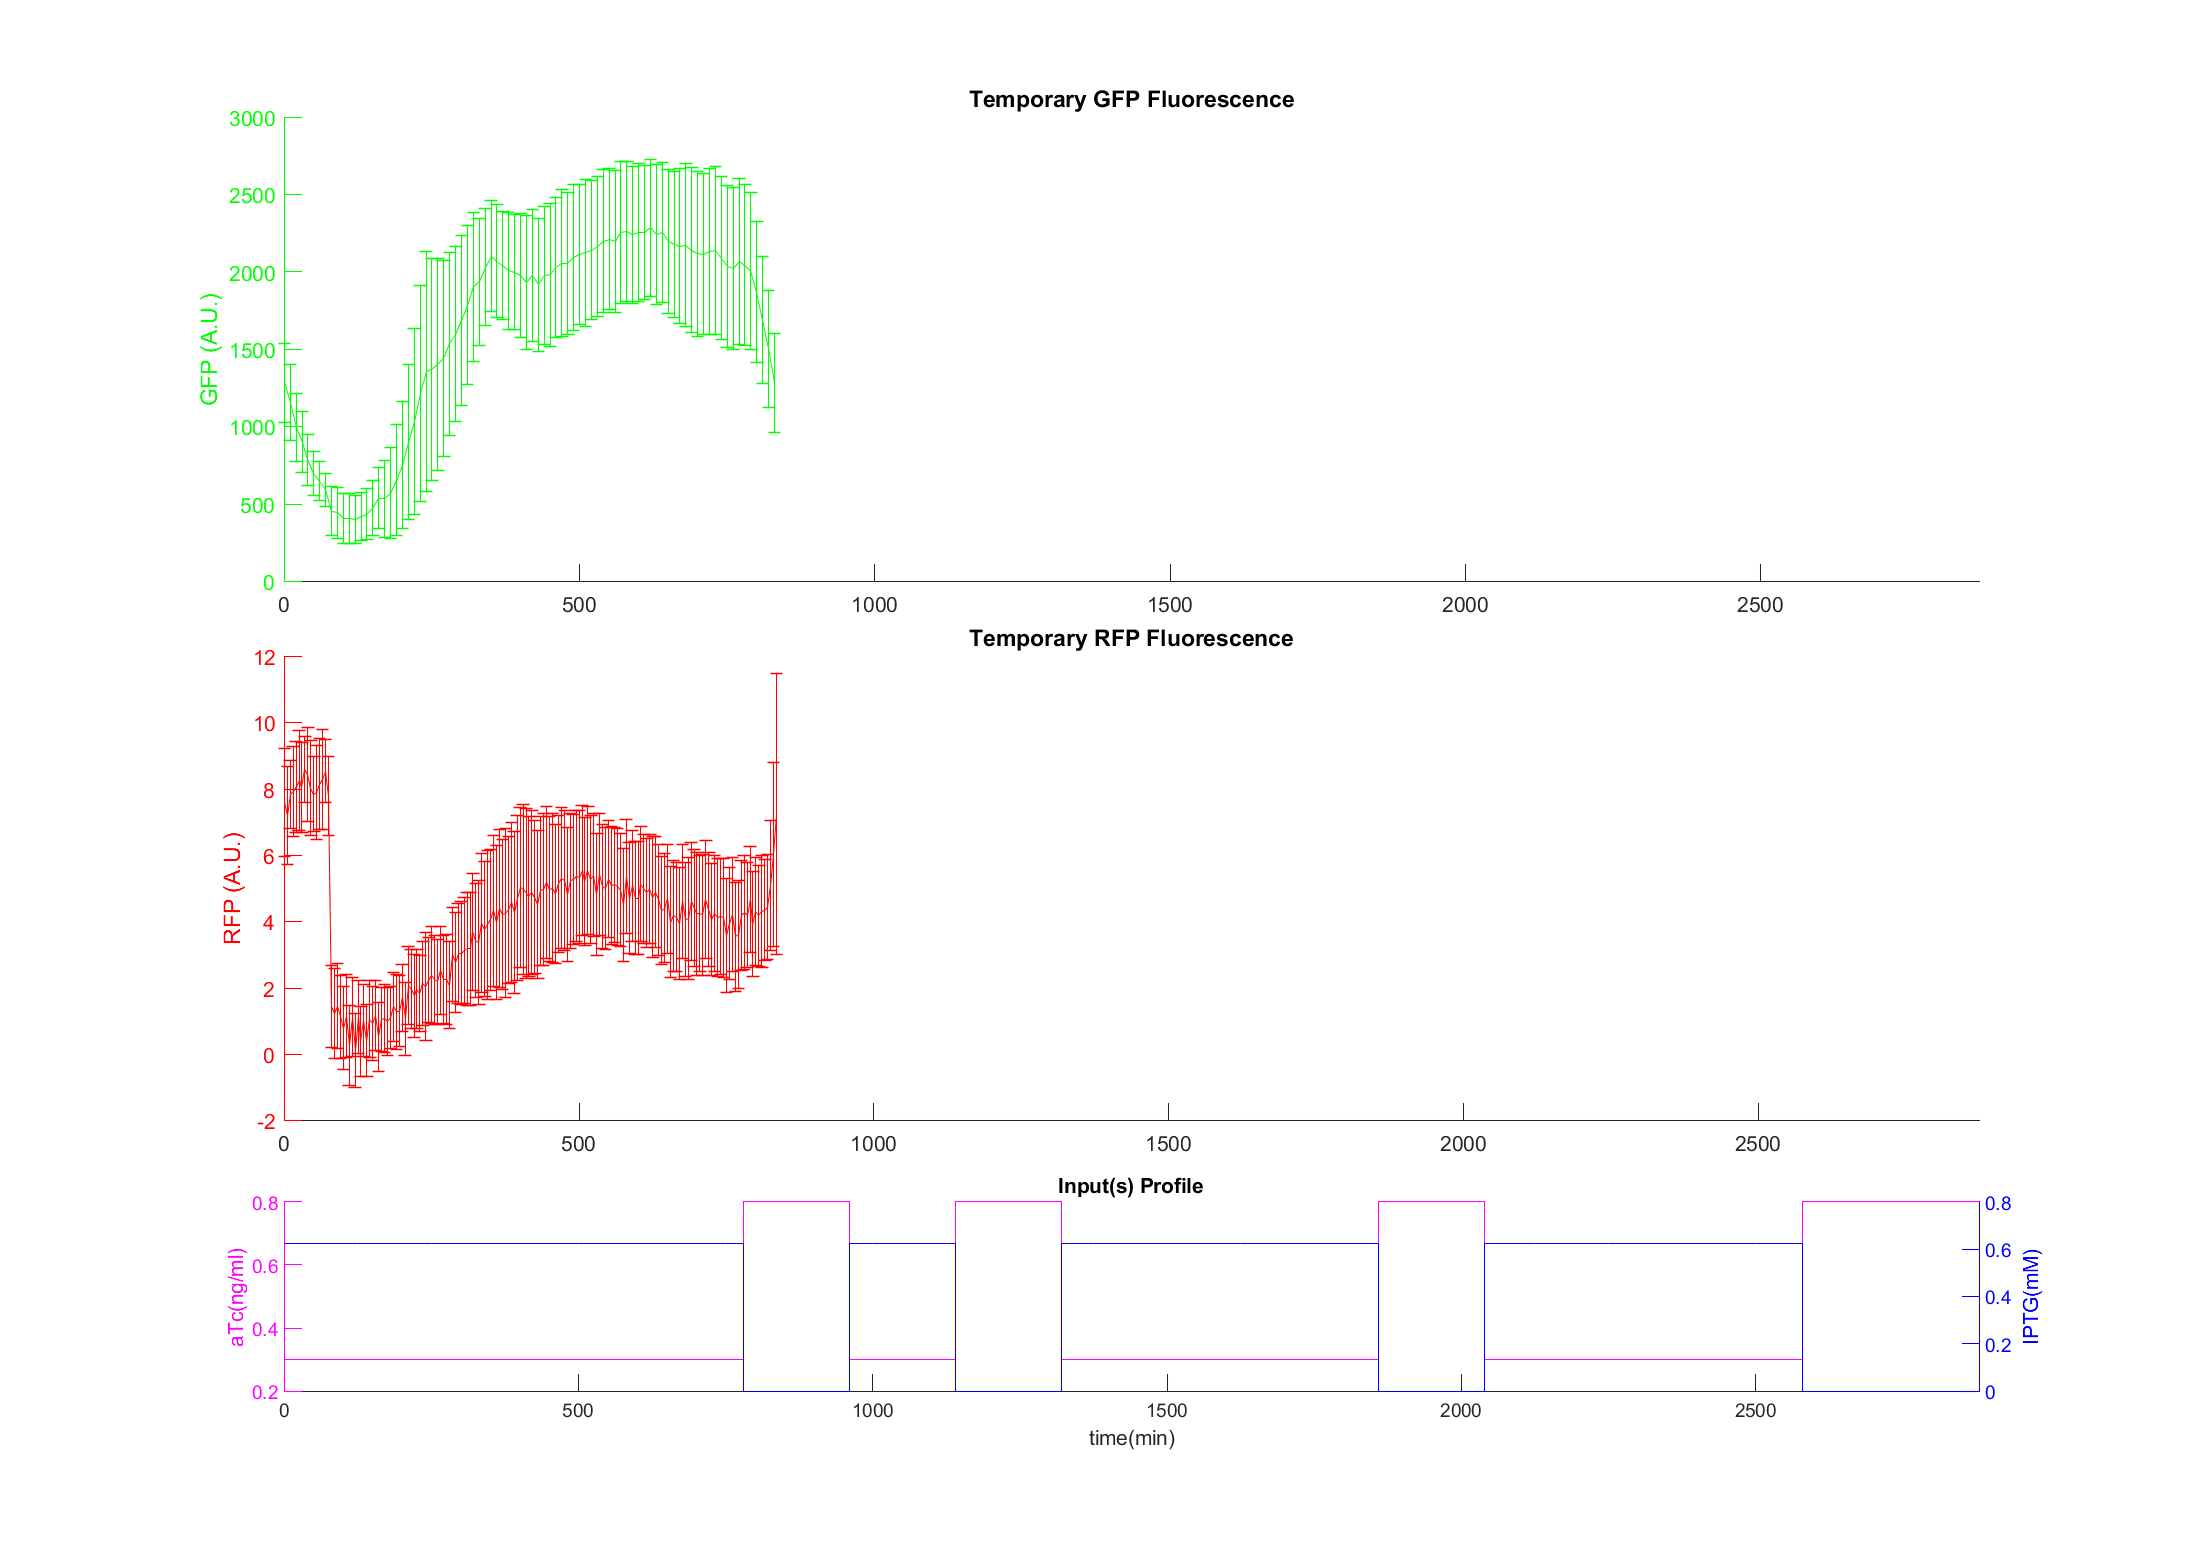 Temporary GFP Fluorescence
3000
2500
2000
1500
1000
500
0
GFP (A.U.)
0 500 1000 1500 2000 2500
Temporary RFP Fluorescence
12
10
8
6
4
2
0
-2
RFP (A.U.)
0 500 1000 1500 2000 2500
Input(s) Profile
0.8
0.6
0.4
0.2
aTc(ng/ml)
0.8
0.6
0.4
0.2
0
IPTG(mM)
0 500 1000 1500 2000 2500
time(min)